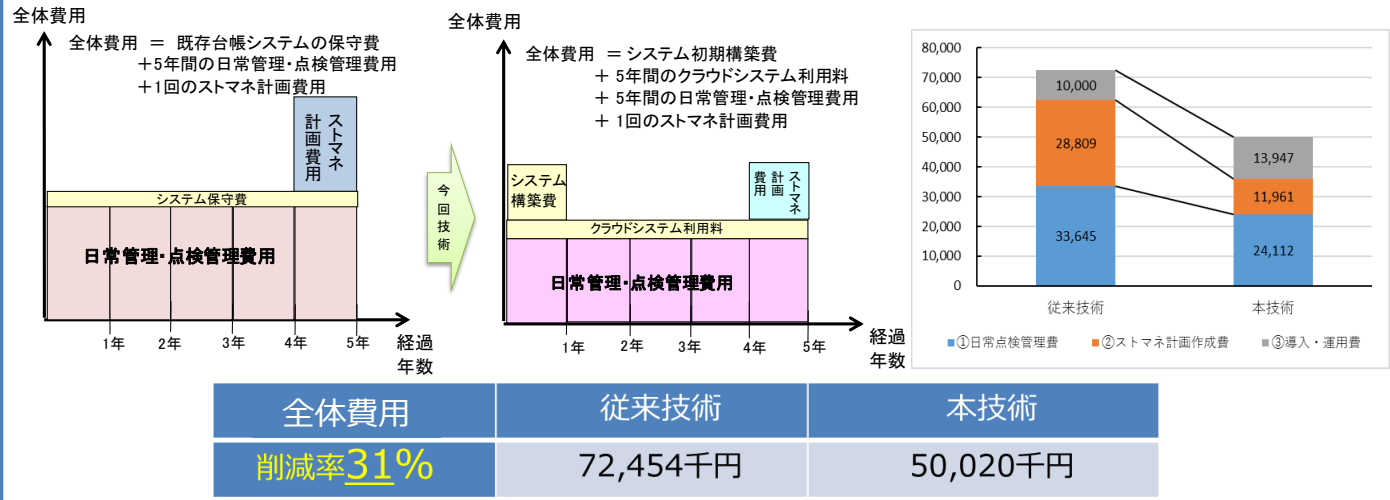 全体費用
全体費用 ＝ 既存台帳システムの保守費
＋5年間の日常管理・点検管理費用
＋1回のストマネ計画費用
ストマネ
計画費用
システム保守費
日常管理・点検管理費用
1年 2年 3年 4年 5年
経過
年数
今回技術
全体費用
全体費用 ＝システム初期構築費
＋ 5年間のクラウドシステム利用料
＋ 5年間の日常管理・点検管理費用
＋ 1回のストマネ計画費用
システム
構築費
ストマネ
計画
費用
クラウドシステム利用料
日常管理・点検管理費用
1年 2年 3年 4年 5年
経過
年数
80,000
70,000
60,000
50,000
40,000
30,000
20,000
10,000
0
10,000
28,809
33,645
13,947
11,961
24,112
従来技術 本技術
①日常点検管理費 ②ストマネ計画作成費 ③導入・運用費
全体費用 従来技術 本技術
削減率31% 72,454千円 50,020千円